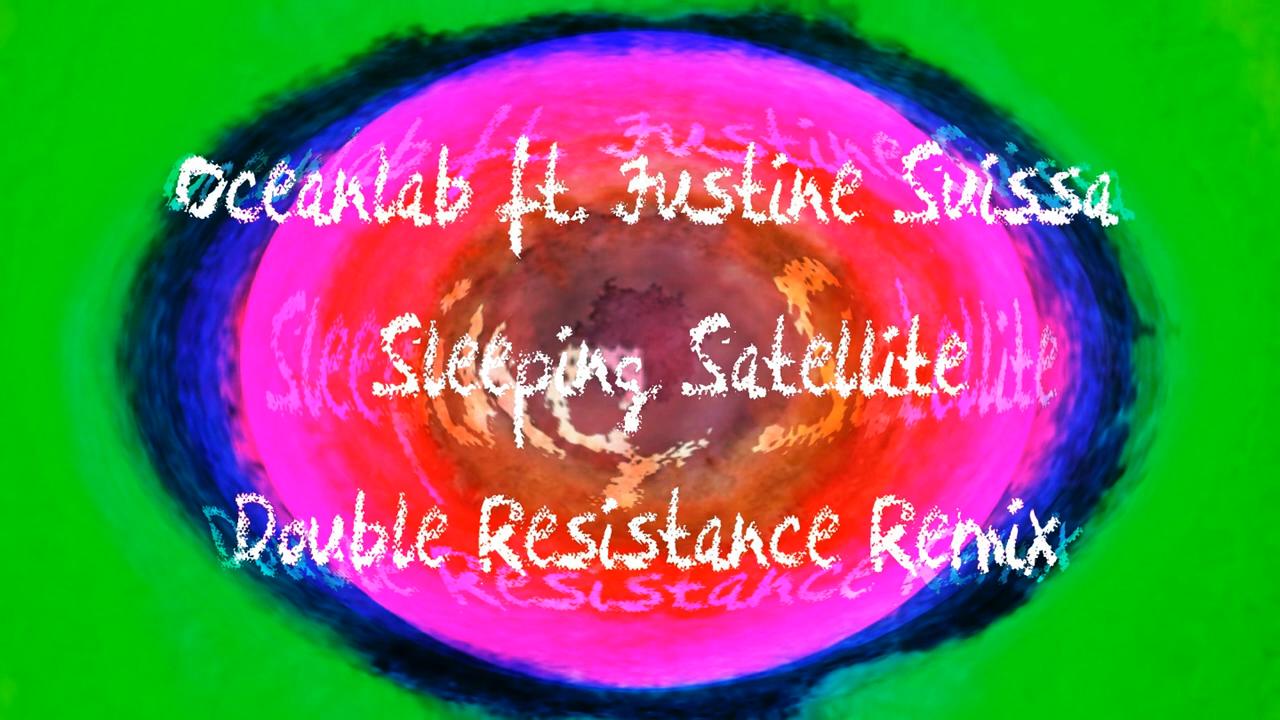 Oceanlab ft. Justine Suissa
Sleeping Satellite
Double Resistance Remix